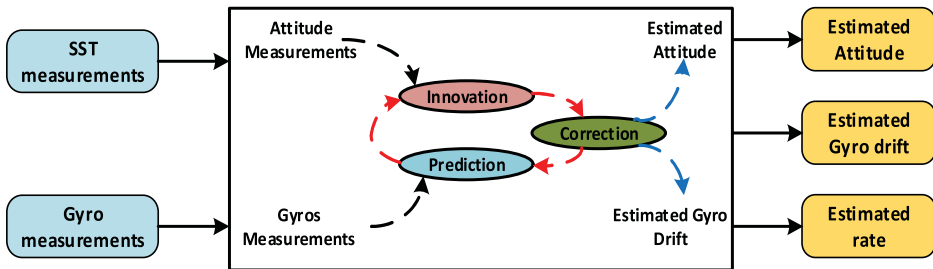 SST
measurements
Gyro
measurements
Attitude
Measurements
Innovation
Correction
Prediction
Gyros
Measurements
Estimated
Attitude
Estimated Gyro
Drift
Estimated
Attitude
Estimated
Gyro drift
Estimated
rate